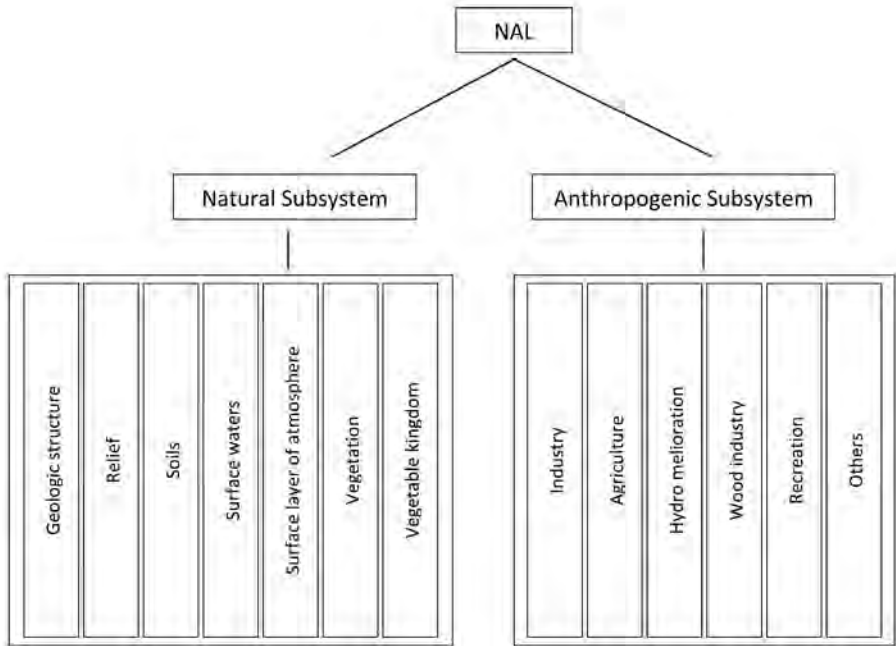 NAL
Natural Subsystem
Anthropogenic Subsystem
Geologic structure
Relief
Soils
Surface waters
Surface layer of atmosphere
Vegetation
Vegetable kingdom
Industry
Agriculture
Hydro melioration
Wood industry
Recreation
Others